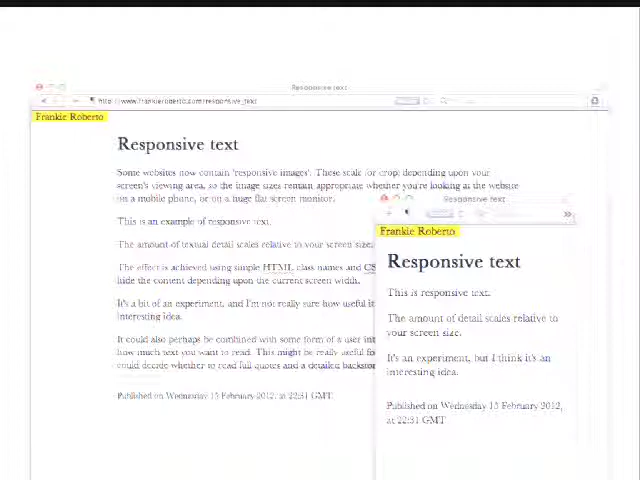 Responsive text
http://www.frankieroberto.com/responsive_text
Frankie Roberto
Responsive text
Some websites now contain 'responsive images'. These scale (or crop) depending upon your
screen's viewing area, so the image sizes remain appropriate whether you're looking at the website
on a mobile phone, or on a huge flat screen monitor.
This is an example of responsive text.
The amount of textual detail scales relative to your screen size.
The effect is achieved using simple HTML class names and CS
hide the content depending upon the current screen width.
It's a bit of an experiment, and I'm not really sure how useful it
interesting idea.
It could also perhaps be combined with some form of a user int
how much text you want to read. This might be really useful fo
could decide whether to read full quotes and a detailed backstor
Published on Wednesday 15 February 2012, at 22:51 GMT
Responsive text
Frankie Roberto
Responsive text
This is responsive text.
The amount of detail scales relative to
your screen size.
It's an experiment, but I think it's an
interesting idea.
Published on Wednesday 15 February 2012,
at 22:51 GMT